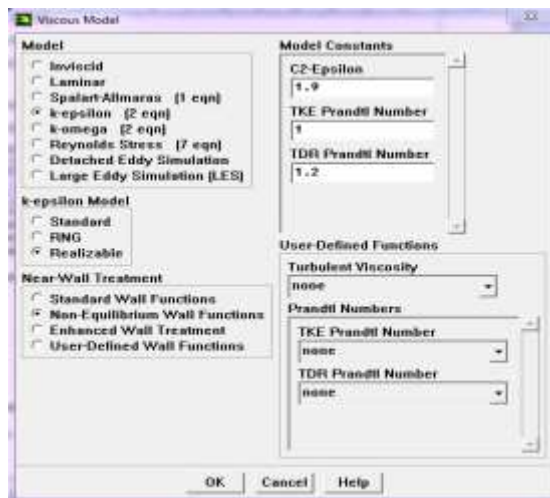 Viscous Model
Model
Inviscid
Laminar
Spalart-Allmaras (1 eqn)
k-epsilon (2 eqn)
k-omega (2 eqn)
Reynolds Stress (7 eqn)
Detached Eddy Simulation
Large Eddy Simulation (LES)
k-epsilon Model
Standard
RNG
Realizable
Near-Wall Treatment
Standard Wall Functions
Non-Equilibrium Wall Functions
Enhanced Wall Treatment
User-Defined Wall Functions
Model Constants
C2-Epsilon
1.9
TKE Prandtl Number
1
TDR Prandtl Number
1.2
User-Defined Functions
Turbulent Viscosity
none
Prandtl Numbers
TKE Prandtl Number
none
TDR Prandtl Number
none
OK Cancel Help